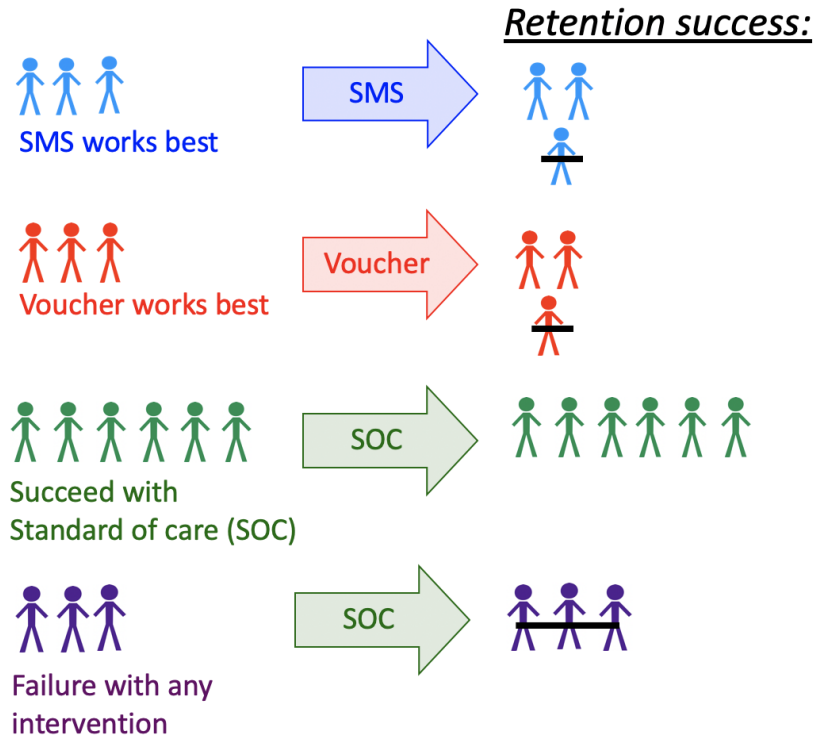 Retention success:
SMS
SMS works best
Voucher
Voucher works best
SOC
Succeed with
Standard of care (SOC)
SOC
Failure with any
intervention